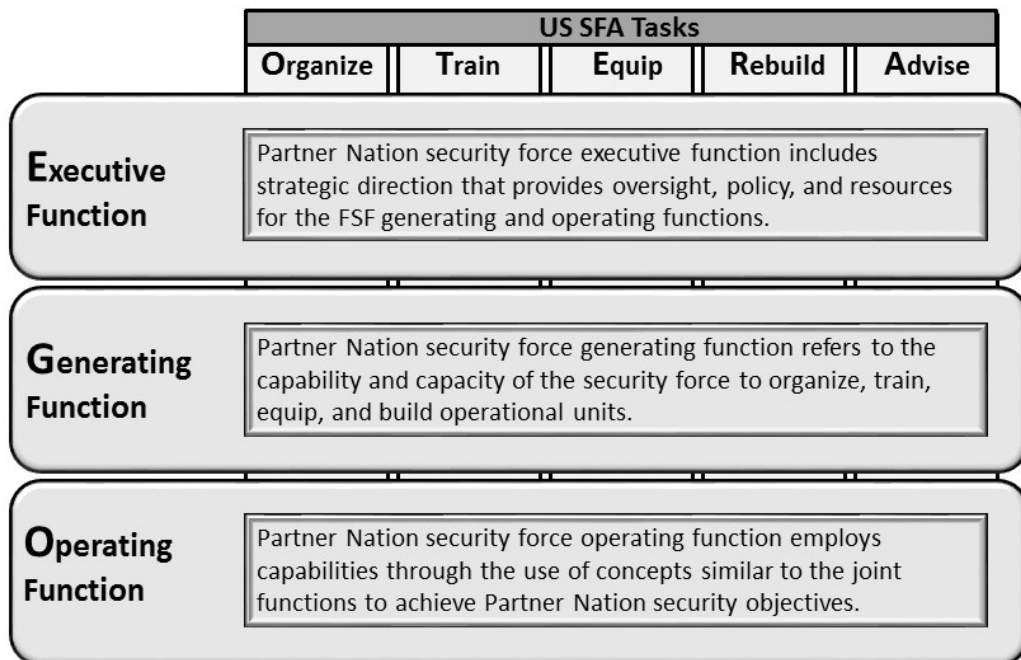 US SFA Tasks
Organize Train Equip Rebuild Advise
Executive
Function
Partner Nation security force executive function includes
strategic direction that provides oversight, policy, and resources
for the FSF generating and operating functions.
Generating
Function
Partner Nation security force generating function refers to the
capability and capacity of the security force to organize, train,
equip, and build operational units.
Operating
Function
Partner Nation security force operating function employs
capabilities through the use of concepts similar to the joint
functions to achieve Partner Nation security objectives.